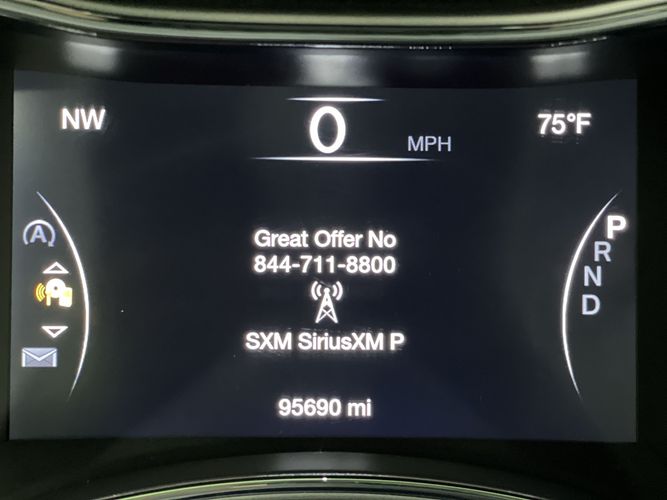 NW
0 MPH
75°F
A
Great Offer No
844-711-8800
SXM SiriusXM P
95690 mi
P
R
N
D